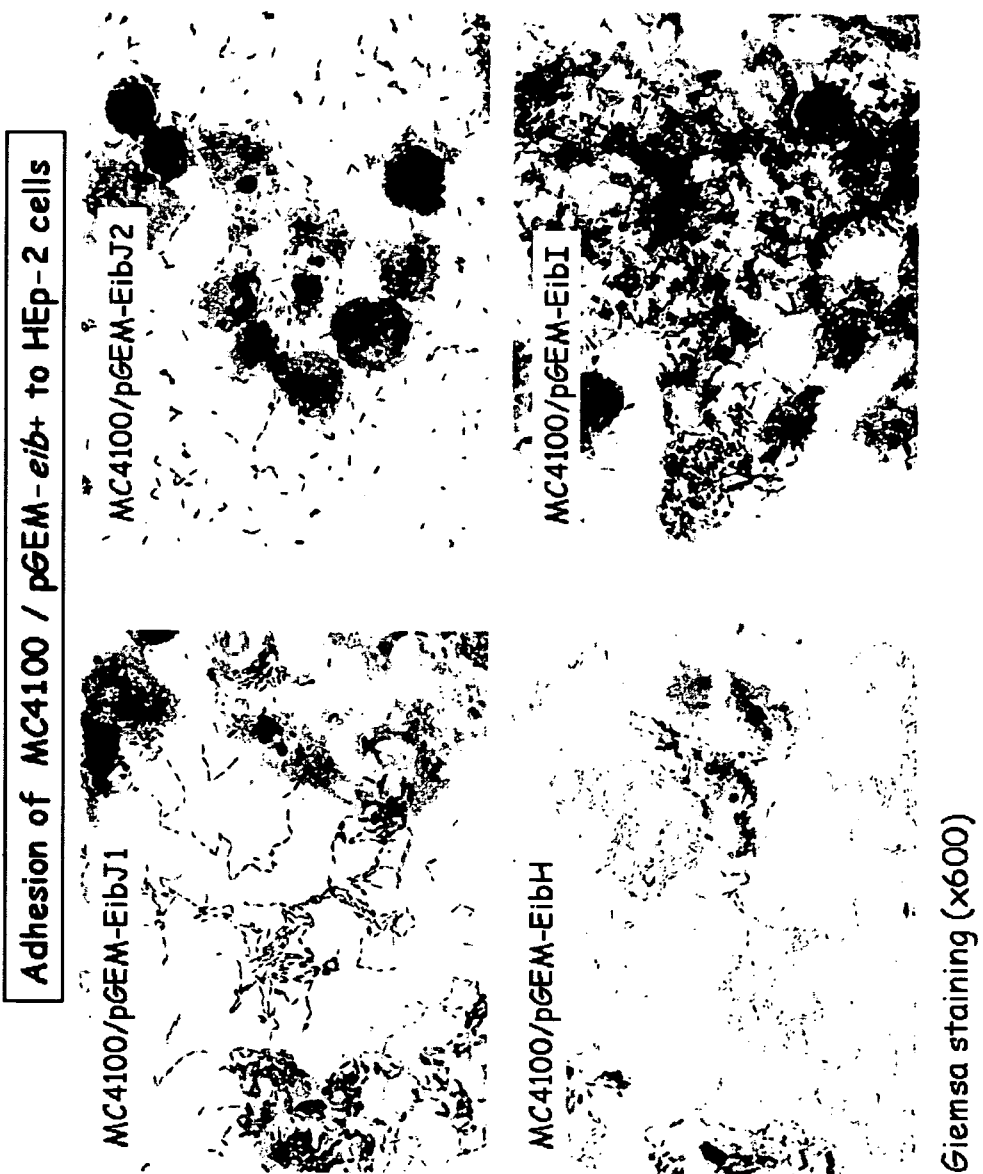 Adhesion of MC4100 / pGEM-eib+ to HEp-2 cells
MC4100/pGEM-EibJ1
MC4100/pGEM-EibJ2
MC4100/pGEM-EibH
MC4100/pGEM-EibI
Giemsa staining (x600)